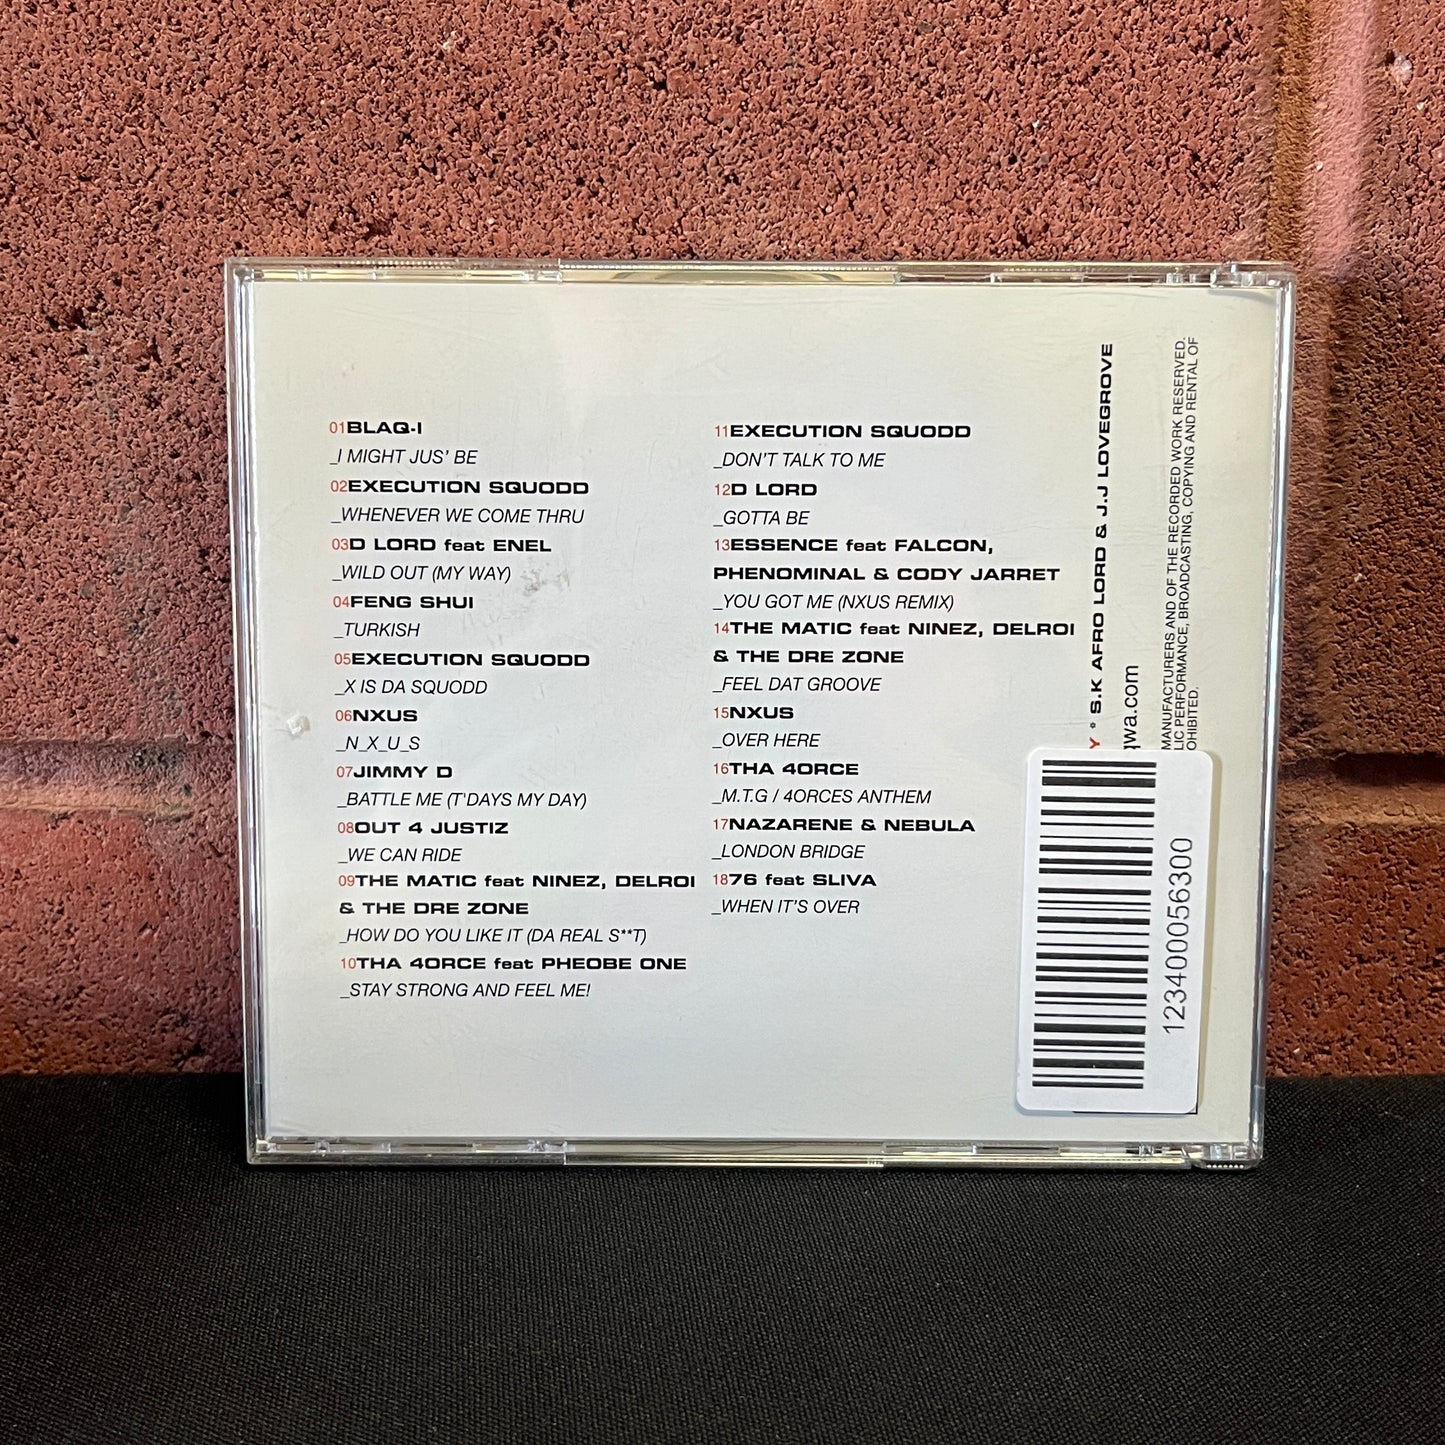 01BLAQ-I
_I MIGHT JUS' BE
02EXECUTION SQUODD
_WHENEVER WE COME THRU
03D LORD feat ENEL
_WILD OUT (MY WAY)
04FENG SHUI
_TURKISH
05EXECUTION SQUODD
_X IS DA SQUODD
06NXUS
_N_X_U_S
07JIMMY D
_BATTLE ME (T'DAYS MY DAY)
08OUT 4 JUSTIZ
_WE CAN RIDE
09THE MATIC feat NINEZ, DELROI
& THE DRE ZONE
_HOW DO YOU LIKE IT (DA REAL S**T)
10THA 4ORCE feat PHEOBE ONE
_STAY STRONG AND FEEL ME!
11EXECUTION SQUODD
_DON'T TALK TO ME
12D LORD
_GOTTA BE
13ESSENCE feat FALCON,
PHENOMINAL & CODY JARRET
_YOU GOT ME (NXUS REMIX)
14THE MATIC feat NINEZ, DELROI
& THE DRE ZONE
_FEEL DAT GROOVE
15NXUS
_OVER HERE
16THA 4ORCE
_M.T.G / 4ORCES ANTHEM
17NAZARENE & NEBULA
_LONDON BRIDGE
1876 feat SLIVA
_WHEN IT'S OVER
Y ° S.K AFRO LORD & J.J LOVEGROVE
qwa.com
MANUFACTURERS AND OF THE RECORDED WORK RESERVED.
LIC PERFORMANCE, BROADCASTING, COPYING AND RENTAL OF
OHIBITED.
1234000056300